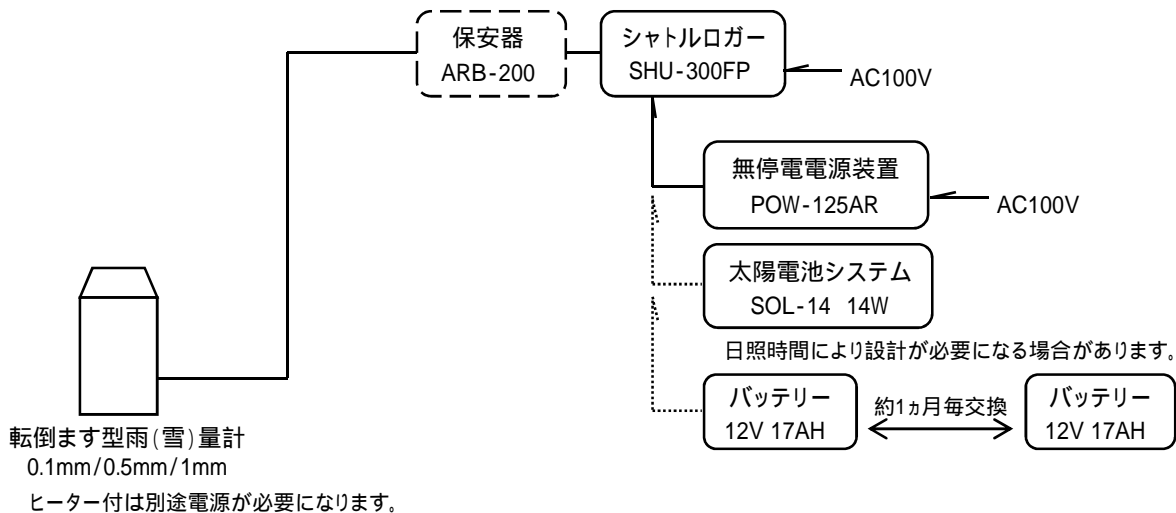 保安器
ARB-200
シャトルロガー
SHU-300FP
AC100V
無停電電源装置
POW-125AR
AC100V
太陽電池システム
SOL-14 14W
日照時間により設計が必要になる場合があります。
バッテリー
12V 17AH
約1ヵ月毎交換
バッテリー
12V 17AH
転倒ます型雨(雪)量計
0.1mm/0.5mm/1mm
ヒーター付は別途電源が必要になります。